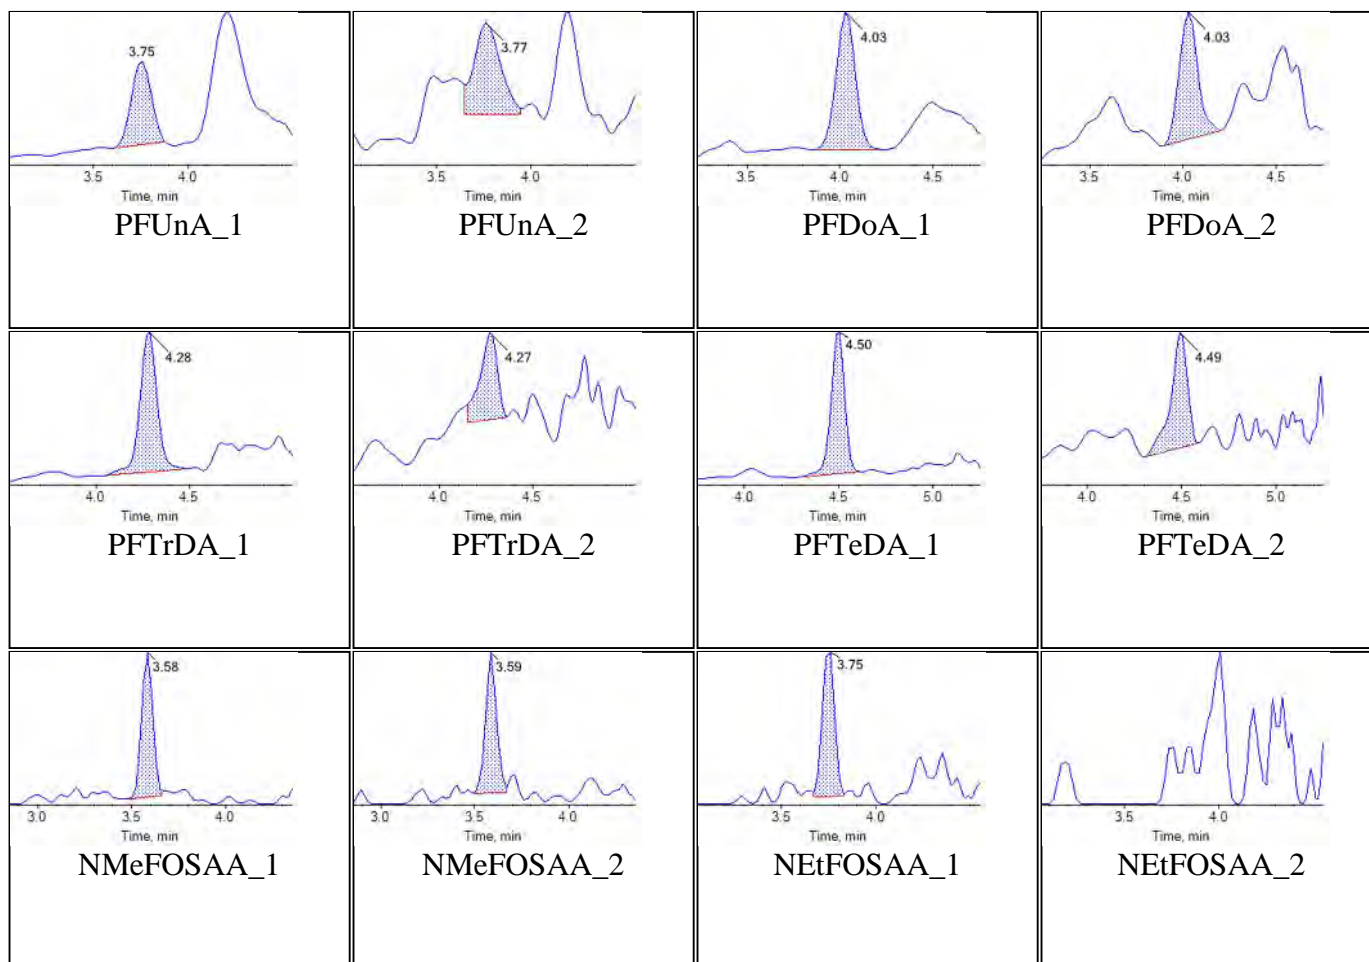 3.75
3.5 4.0
Time, min
PFUnA_1
3.77
3.5 4.0
Time, min
PFUnA_2
4.03
3.5 4.0 4.5
Time, min
PFDoA_1
4.03
3.5 4.0 4.5
Time, min
PFDoA_2
4.28
4.0 4.5
Time, min
PFTrDA_1
4.27
4.0 4.5
Time, min
PFTrDA_2
4.50
4.0 4.5 5.0
Time, min
PFTeDA_1
4.49
4.0 4.5 5.0
Time, min
PFTeDA_2
3.58
3.0 3.5 4.0
Time, min
NMeFOSAA_1
3.59
3.0 3.5 4.0
Time, min
NMeFOSAA_2
3.75
3.5 4.0
Time, min
NEtFOSAA_1
3.5 4.0
Time, min
NEtFOSAA_2